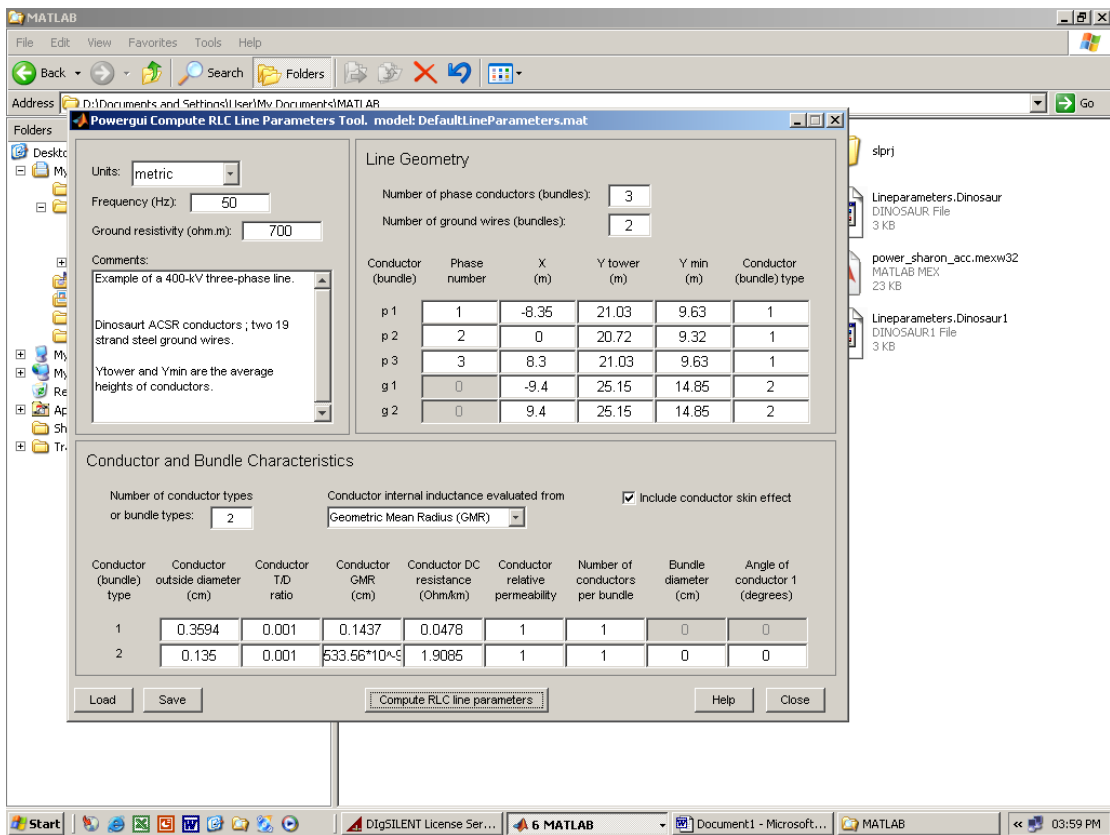 MATLAB
File Edit View Favorites Tools Help
Back Search Folders
Address D:\Documents and Settings\User\My Documents\MATLAB Go
Folders
Powergui Compute RLC Line Parameters Tool. model: DefaultLineParameters.mat
Units: metric
Frequency (Hz): 50
Ground resistivity (ohm.m): 700
Comments:
Example of a 400-kV three-phase line.
Dinosaurt ACSR conductors ; two 19
strand steel ground wires.
Ytower and Ymin are the average
heights of conductors.
Line Geometry
Number of phase conductors (bundles): 3
Number of ground wires (bundles): 2
Conductor Phase X Y tower Y min Conductor
(bundle) number (m) (m) (m) (bundle) type
p 1 1 -8.35 21.03 9.63 1
p 2 2 0 20.72 9.32 1
p 3 3 8.3 21.03 9.63 1
g 1 0 -9.4 25.15 14.85 2
g 2 0 9.4 25.15 14.85 2
Conductor and Bundle Characteristics
Number of conductor types
or bundle types: 2
Conductor internal inductance evaluated from
Geometric Mean Radius (GMR)
Include conductor skin effect
Conductor Conductor Conductor Conductor Conductor DC Conductor Number of Bundle Angle of
(bundle) outside diameter T/D GMR resistance relative conductors diameter conductor 1
type (cm) ratio (cm) (Ohm/km) permeability per bundle (cm) (degrees)
1 0.3594 0.001 0.1437 0.0478 1 1 0 0
2 0.135 0.001 533.56*10^-9 1.9085 1 1 0 0
Load Save Compute RLC line parameters Help Close
Deskto
My
My
My
Re
Sh
slprj
Lineparameters.Dinosaur
DINOSAUR File
3 KB
power_sharon_acc.mexw32
MATLAB MEX
23 KB
Lineparameters.Dinosaur1
DINOSAUR1 File
3 KB
Start DIgSILENT License Ser... 6 MATLAB Document1 - Microsoft... MATLAB 03:59 PM